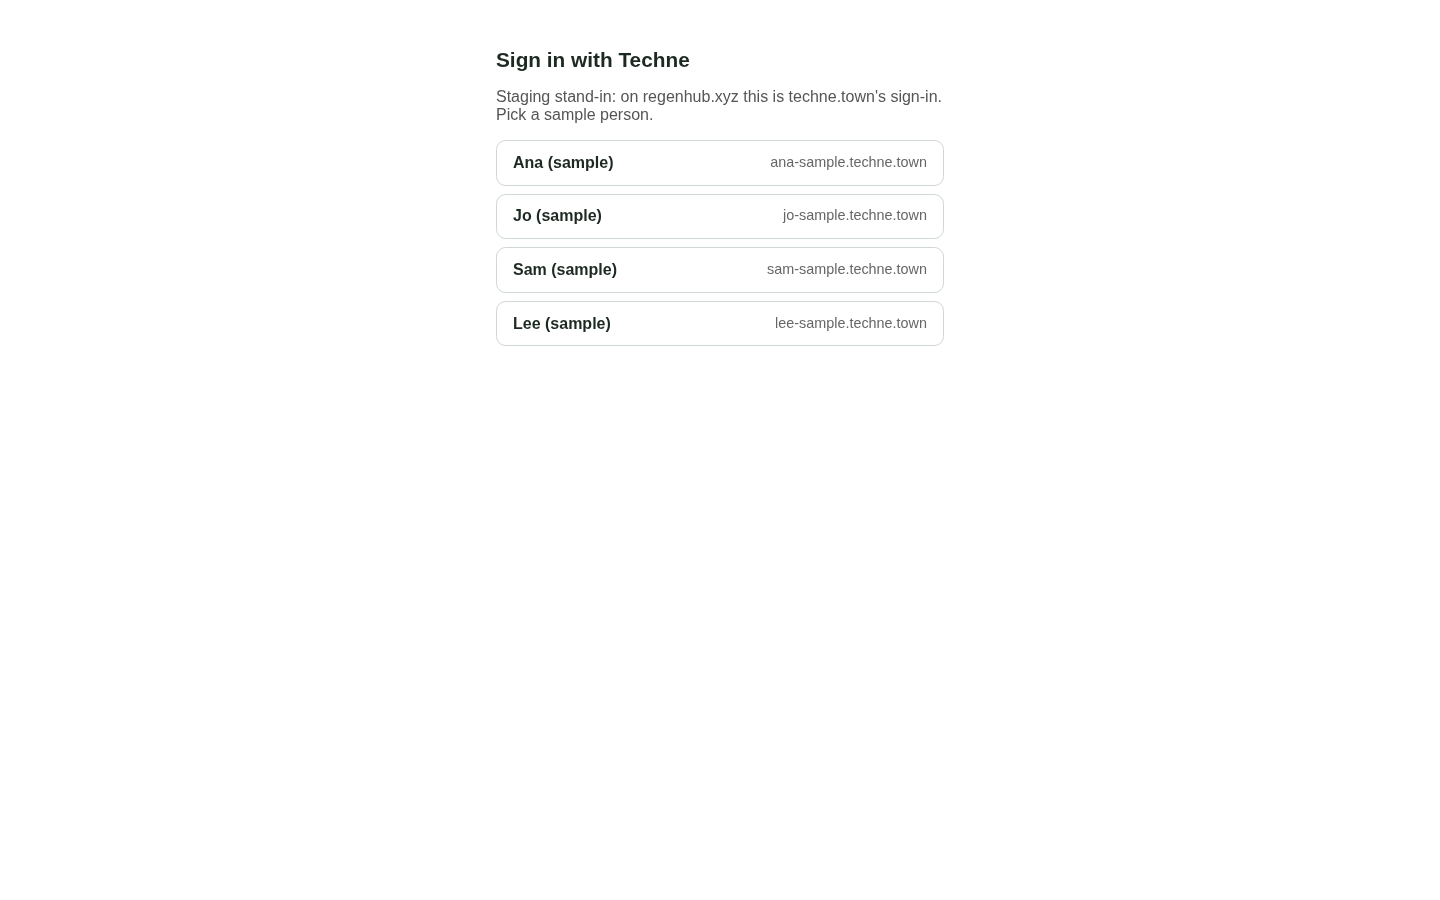 Sign in with Techne
Staging stand-in: on regenhub.xyz this is techne.town's sign-in.
Pick a sample person.
Ana (sample) ana-sample.techne.town
Jo (sample) jo-sample.techne.town
Sam (sample) sam-sample.techne.town
Lee (sample) lee-sample.techne.town